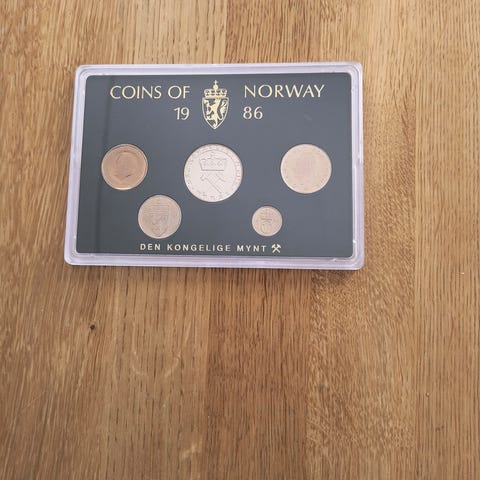 COINS OF NORWAY
19 86
DEN KONGELIGE MYNT